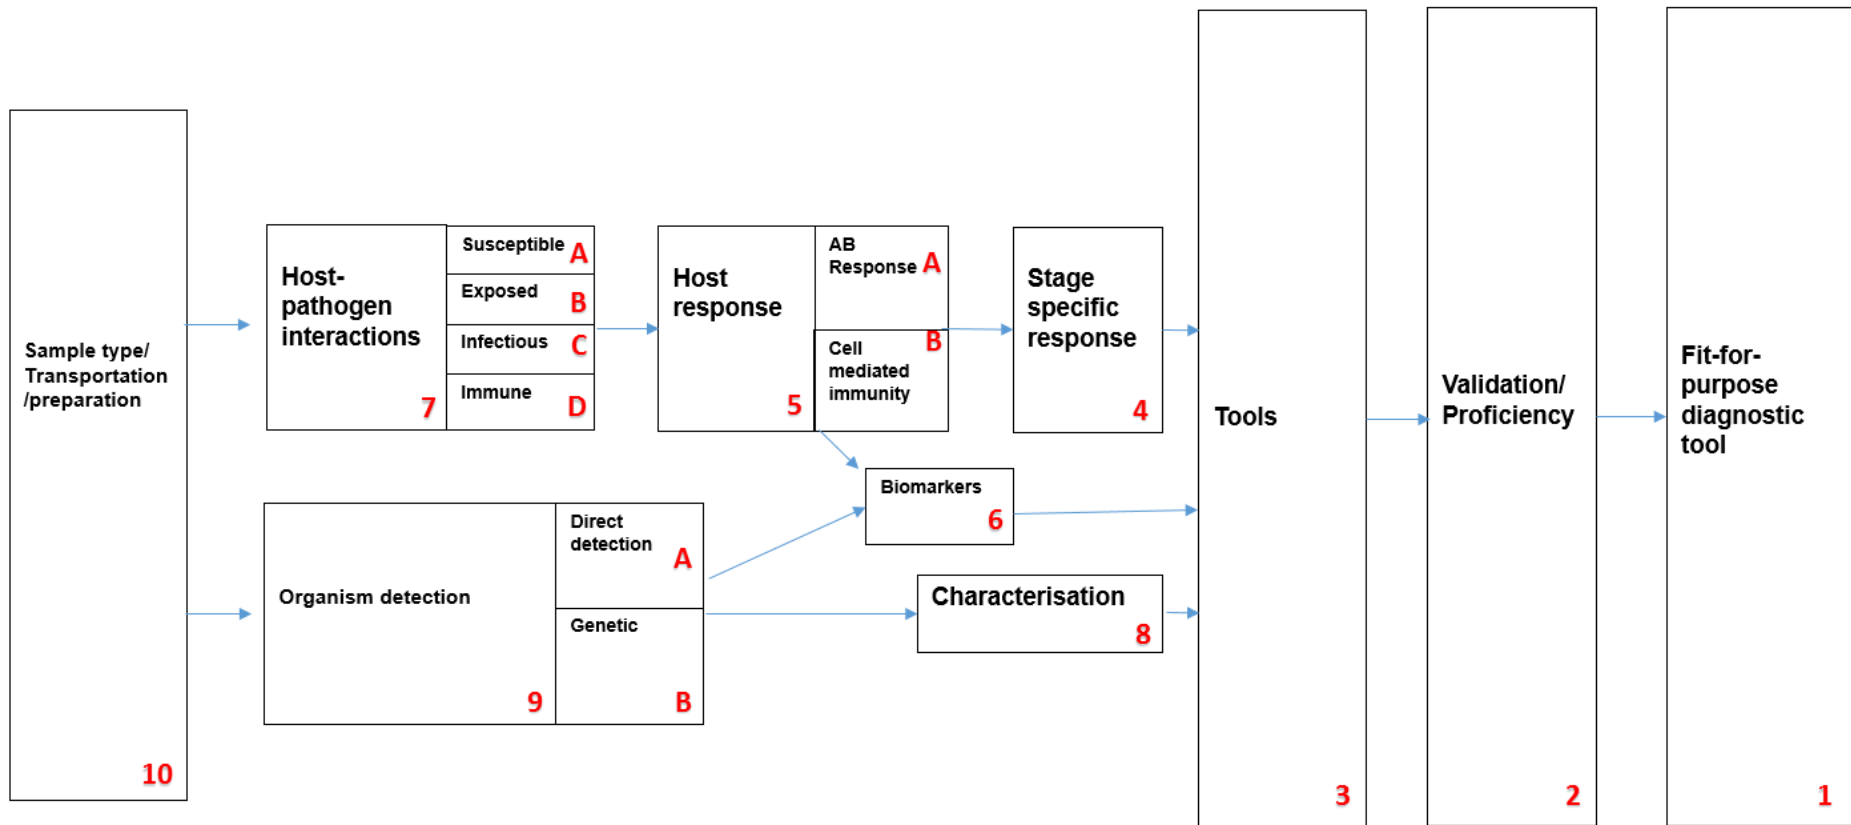 Sample type/
Transportation
/preparation
10
Host-
pathogen
interactions
7
Susceptible A
Exposed B
Infectious C
Immune D
Host
response
5
AB
Response A
B
Cell
mediated
immunity
Stage
specific
response
4
Biomarkers
6
Organism detection
9
Direct
detection
A
Genetic
B
Characterisation
8
Tools
3
Validation/
Proficiency
2
Fit-for-
purpose
diagnostic
tool
1